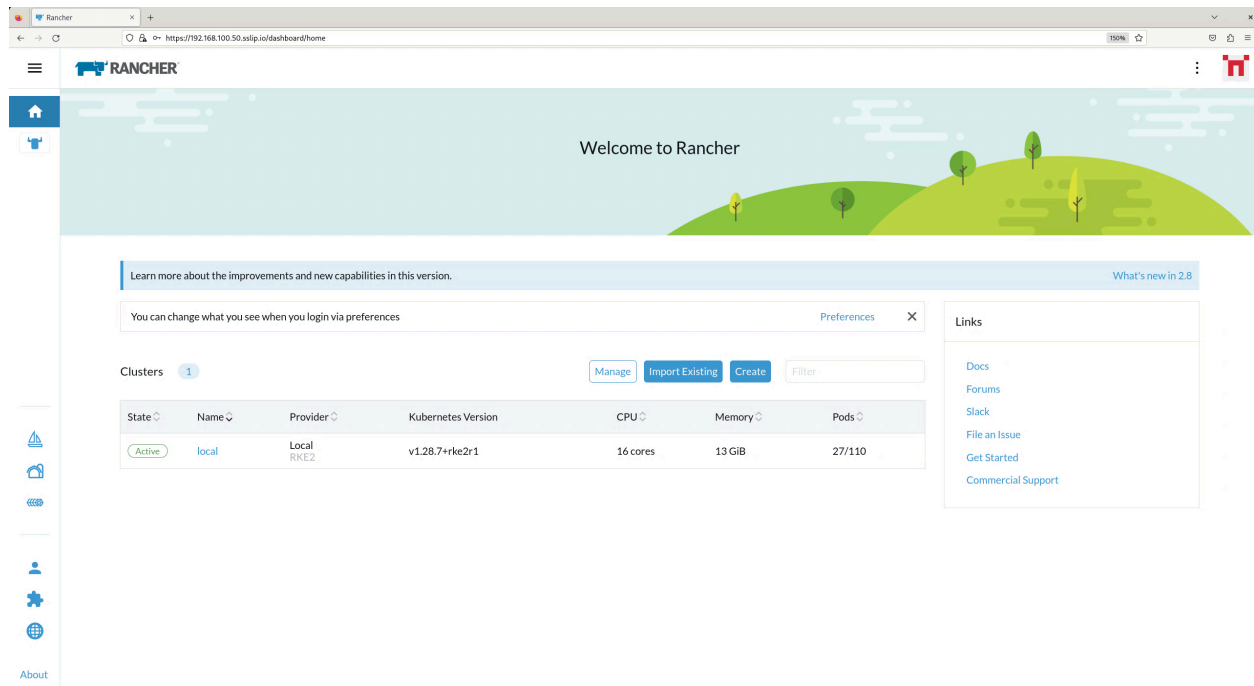 Rancher
https://192.168.100.50.sslip.io/dashboard/home
150%
RANCHER
Welcome to Rancher
Learn more about the improvements and new capabilities in this version.
What's new in 2.8
You can change what you see when you login via preferences
Preferences
Links
Docs
Forums
Slack
File an Issue
Get Started
Commercial Support
Clusters 1
Manage Import Existing Create Filter
State Name Provider Kubernetes Version CPU Memory Pods
Active local Local v1.28.7+rke2r1 16 cores 13 GiB 27/110
RKE2
About